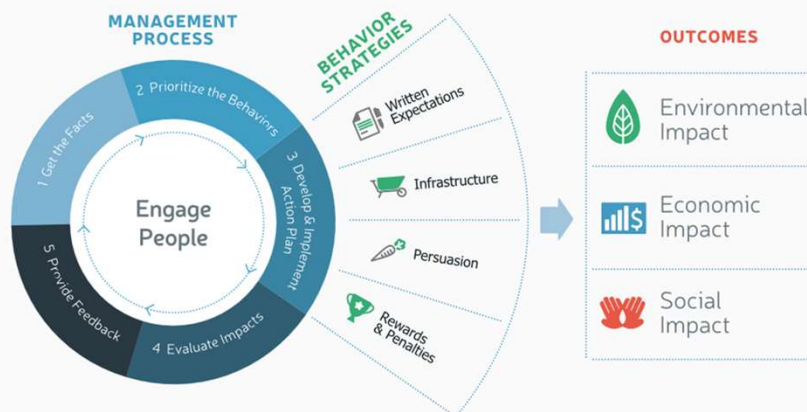 MANAGEMENT
PROCESS
1 Get the Facts
2 Prioritize the Behaviors
3 Develop & Implement
Action Plan
4 Evaluate Impacts
5 Provide Feedback
Engage
People
BEHAVIOR
STRATEGIES
Written
Expectations
Infrastructure
Persuasion
Rewards
& Penalties
OUTCOMES
Environmental
Impact
$
Economic
Impact
Social
Impact